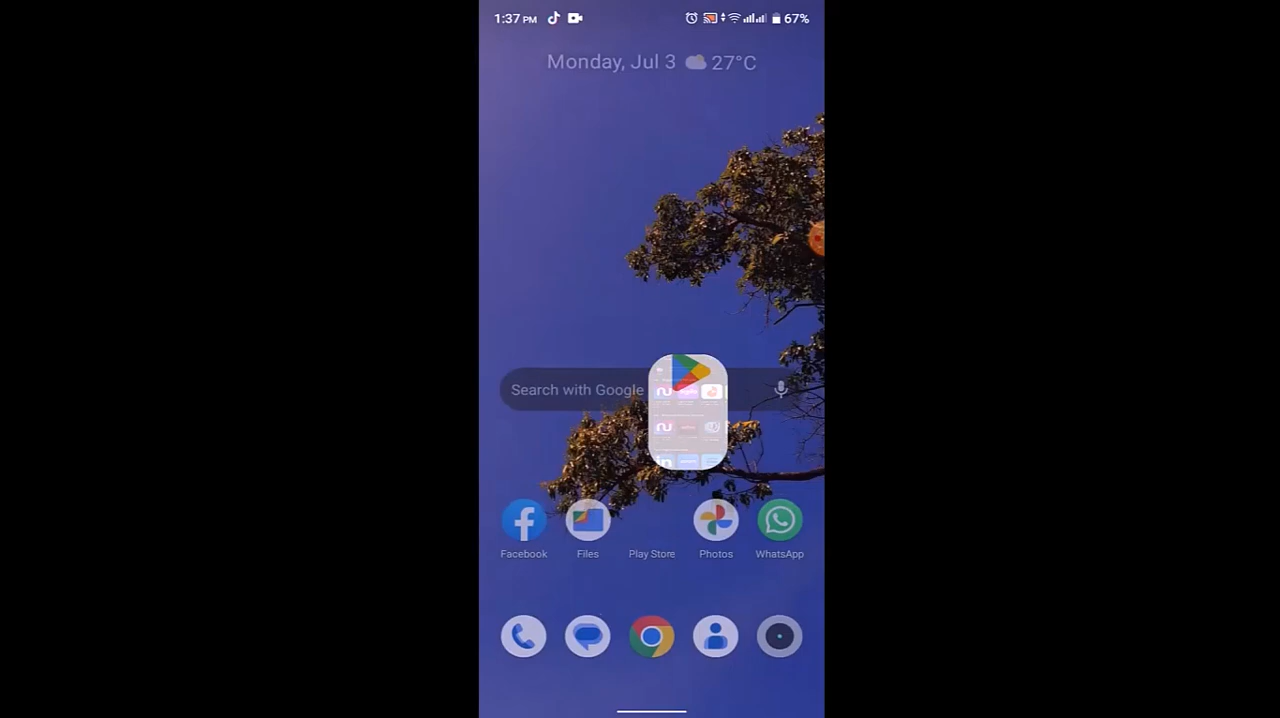 1:37 PM 67%
Monday, Jul 3 27°C
Search with Google
Facebook Files Play Store Photos WhatsApp